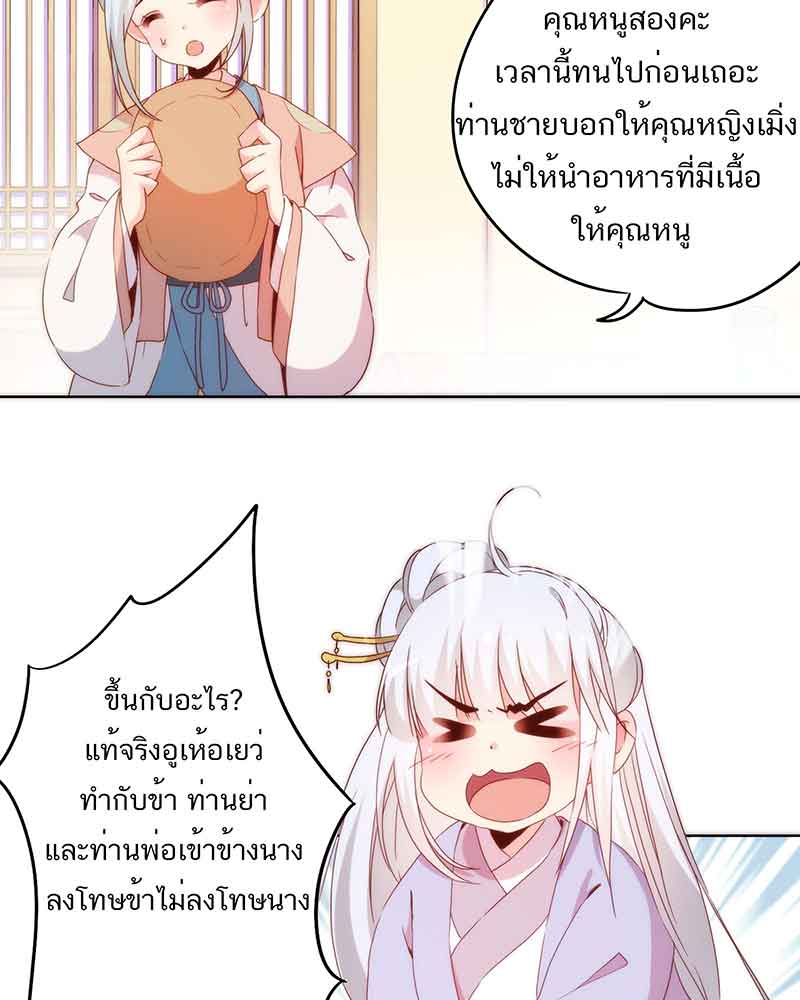 คุณหนูสองคะ
เวลานี้ทนไปก่อนเถอะ
ท่านชายบอกให้คุณหญิงเมิ่ง
ไม่ให้นำอาหารที่มีเนื้อ
ให้คุณหนู
ขึ้นกับอะไร?
แท้จริงอูเห้อเยว่
ทำกับข้า ท่านย่า
และท่านพ่อเข้าข้างนาง
ลงโทษข้าไม่ลงโทษนาง